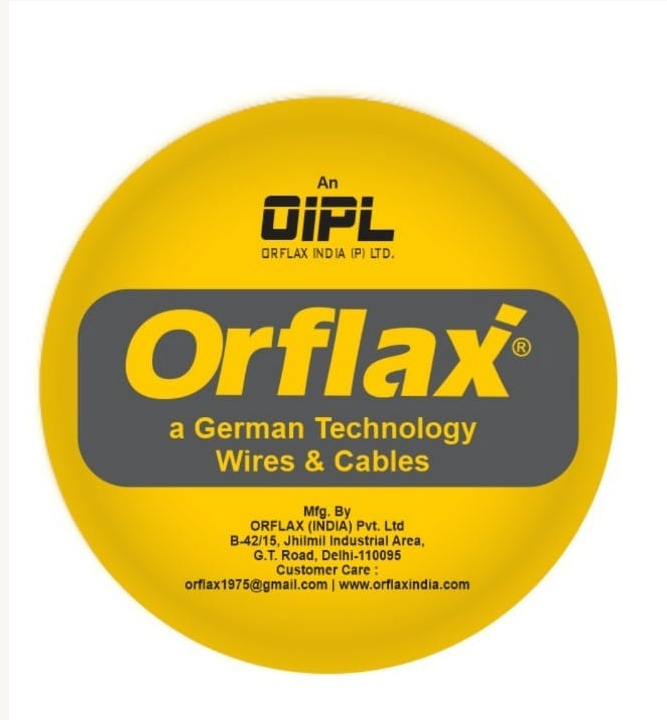 An
OIPL
ORFLAX INDIA (P) LTD.
Orflax®
a German Technology
Wires & Cables
Mfg. By
ORFLAX (INDIA) Pvt. Ltd
B-42/15, Jhilmil Industrial Area,
G.T. Road, Delhi-110095
Customer Care :
orflax1975@gmail.com | www.orflaxindia.com